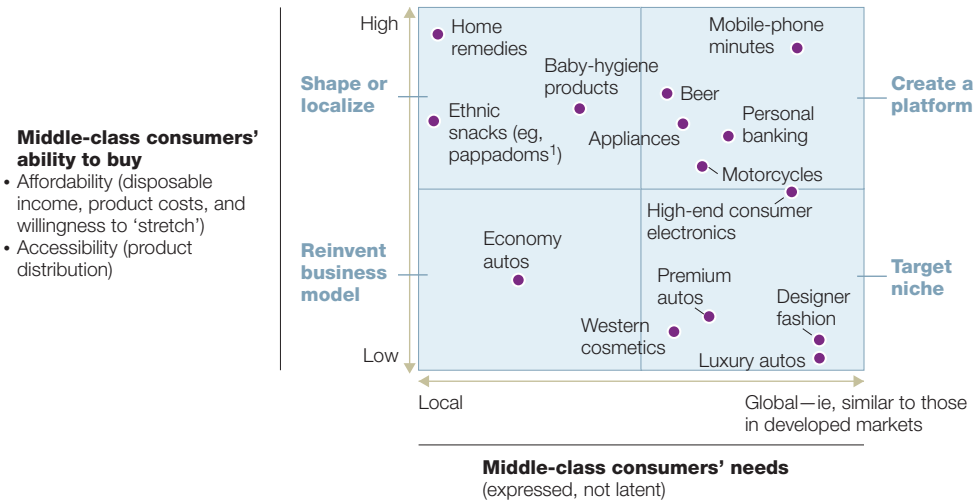 High
Home
remedies
Mobile-phone
minutes
Baby-hygiene
products
Shape or
localize
Create a
platform
Beer
Ethnic
snacks (eg,
pappadoms1)
Personal
banking
Appliances
Middle-class consumers’
ability to buy
• Affordability (disposable
income, product costs, and
willingness to ‘stretch’)
• Accessibility (product
distribution)
Motorcycles
High-end consumer
electronics
Economy
autos
Reinvent
business
model
Target
niche
Premium
autos
Designer
fashion
Western
cosmetics
Luxury autos
Low
Local
Global—ie, similar to those
in developed markets
Middle-class consumers’ needs
(expressed, not latent)